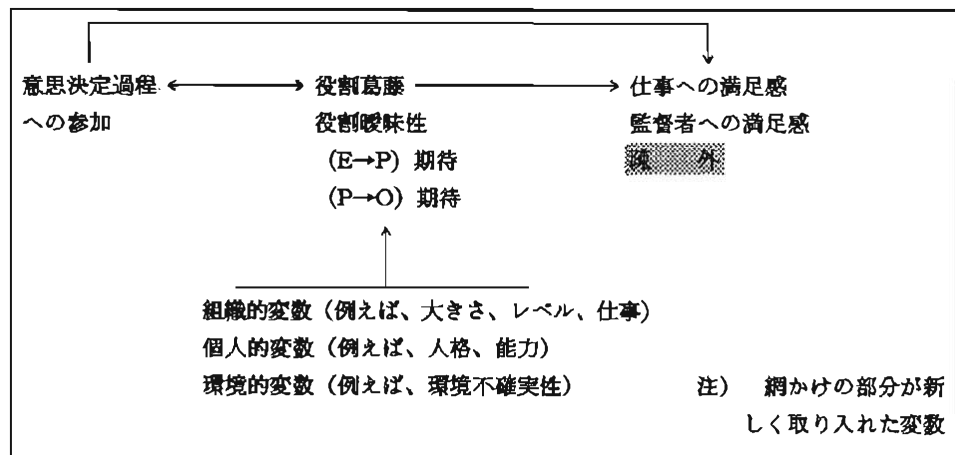 意思決定過程
への参加
役割葛藤
役割曖昧性
(E→P) 期待
(P→O) 期待
仕事への満足感
監督者への満足感
疎 外
組織的変数（例えば、大きさ、レベル、仕事）
個人的変数（例えば、人格、能力）
環境的変数（例えば、環境不確実性）
注） 網かけの部分が新
しく取り入れた変数